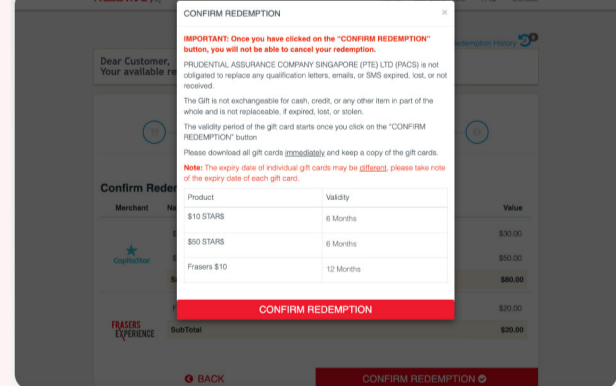 CONFIRM REDEMPTION
×
IMPORTANT: Once you have clicked on the "CONFIRM REDEMPTION"
button, you will not be able to cancel your redemption.
PRUDENTIAL ASSURANCE COMPANY SINGAPORE (PTE) LTD (PACS) is not
obligated to replace any qualification letters, emails, or SMS expired, lost, or not
received.
The Gift is not exchangeable for cash, credit, or any other item in part of the
whole and is not replaceable, if expired, lost, or stolen.
The validity period of the gift card starts once you click on the "CONFIRM
REDEMPTION" button
Please download all gift cards immediately and keep a copy of the gift cards.
Note: The expiry date of individual gift cards may be different, please take note
of the expiry date of each gift card.
Product Validity
$10 STAR$ 6 Months
$50 STAR$ 6 Months
Frasers $10 12 Months
CONFIRM REDEMPTION
Redemption History
Dear Customer,
Your available
Confirm
Merchant Value
$30.00
CapitaStar $50.00
$80.00
$20.00
FRASERS
EXPERIENCE
SubTotal $20.00
BACK CONFIRM REDEMPTION